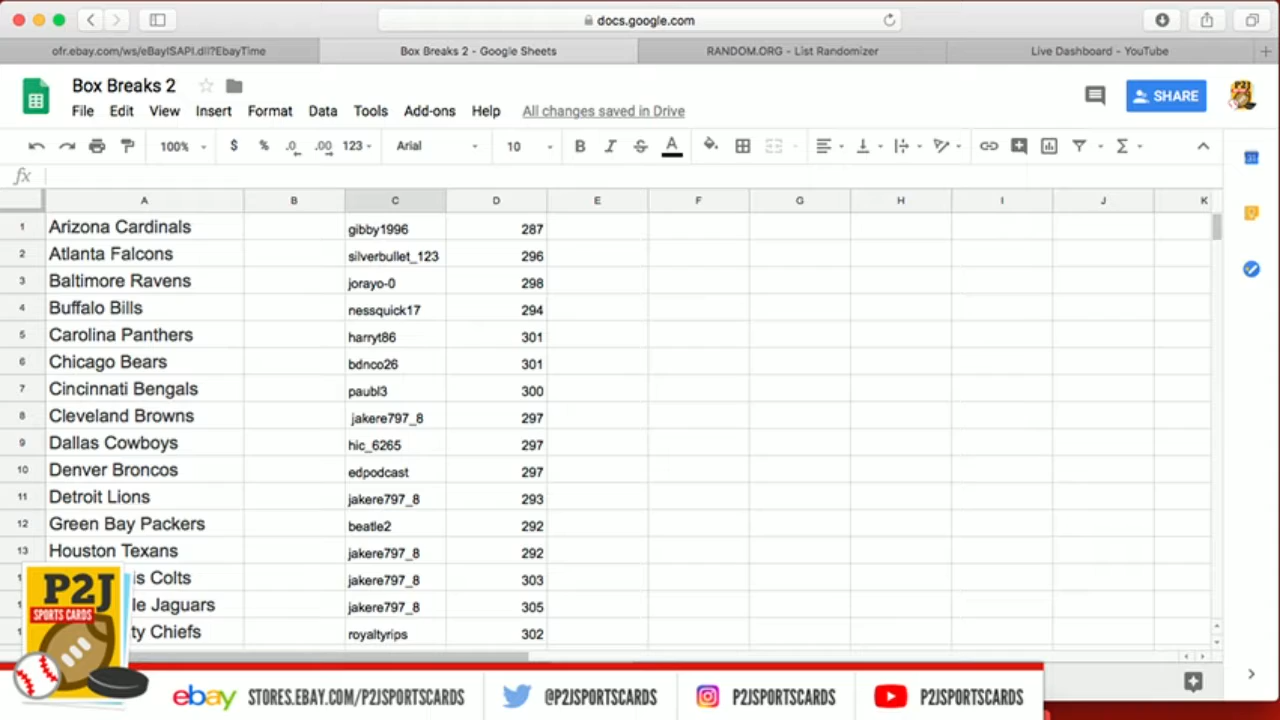 docs.google.com
ofr.ebay.com/ws/eBayISAPI.dll?EbayTime
Box Breaks 2 - Google Sheets
RANDOM.ORG - List Randomizer
Live Dashboard - YouTube
Box Breaks 2
File Edit View Insert Format Data Tools Add-ons Help All changes saved in Drive
SHARE
100% $ % .0 .00 123 Arial 10 B I S A
fx
A B C D E F G H I J K
1 Arizona Cardinals gibby1996 287
2 Atlanta Falcons silverbullet_123 296
3 Baltimore Ravens jorayo-0 298
4 Buffalo Bills nessquick17 294
5 Carolina Panthers harryt86 301
6 Chicago Bears bdnco26 301
7 Cincinnati Bengals paubl3 300
8 Cleveland Browns jakere797_8 297
9 Dallas Cowboys hic_6265 297
10 Denver Broncos edpodcast 297
11 Detroit Lions jakere797_8 293
12 Green Bay Packers beatle2 292
13 Houston Texans jakere797_8 292
is Colts jakere797_8 303
le Jaguars jakere797_8 305
ty Chiefs royaltyrips 302
P2J
SPORTS CARDS
ebay STORES.EBAY.COM/P2JSPORTSCARDS @P2JSPORTSCARDS P2JSPORTSCARDS P2JSPORTSCARDS